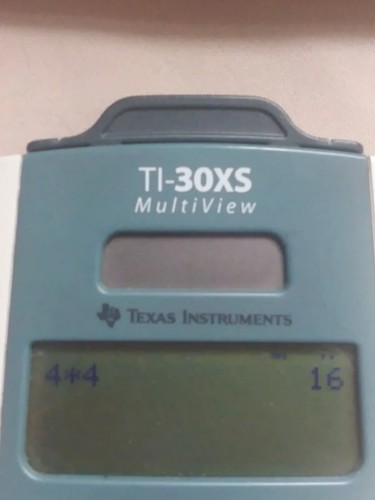 TI-30XS
MultiView
TEXAS INSTRUMENTS
4*4 16